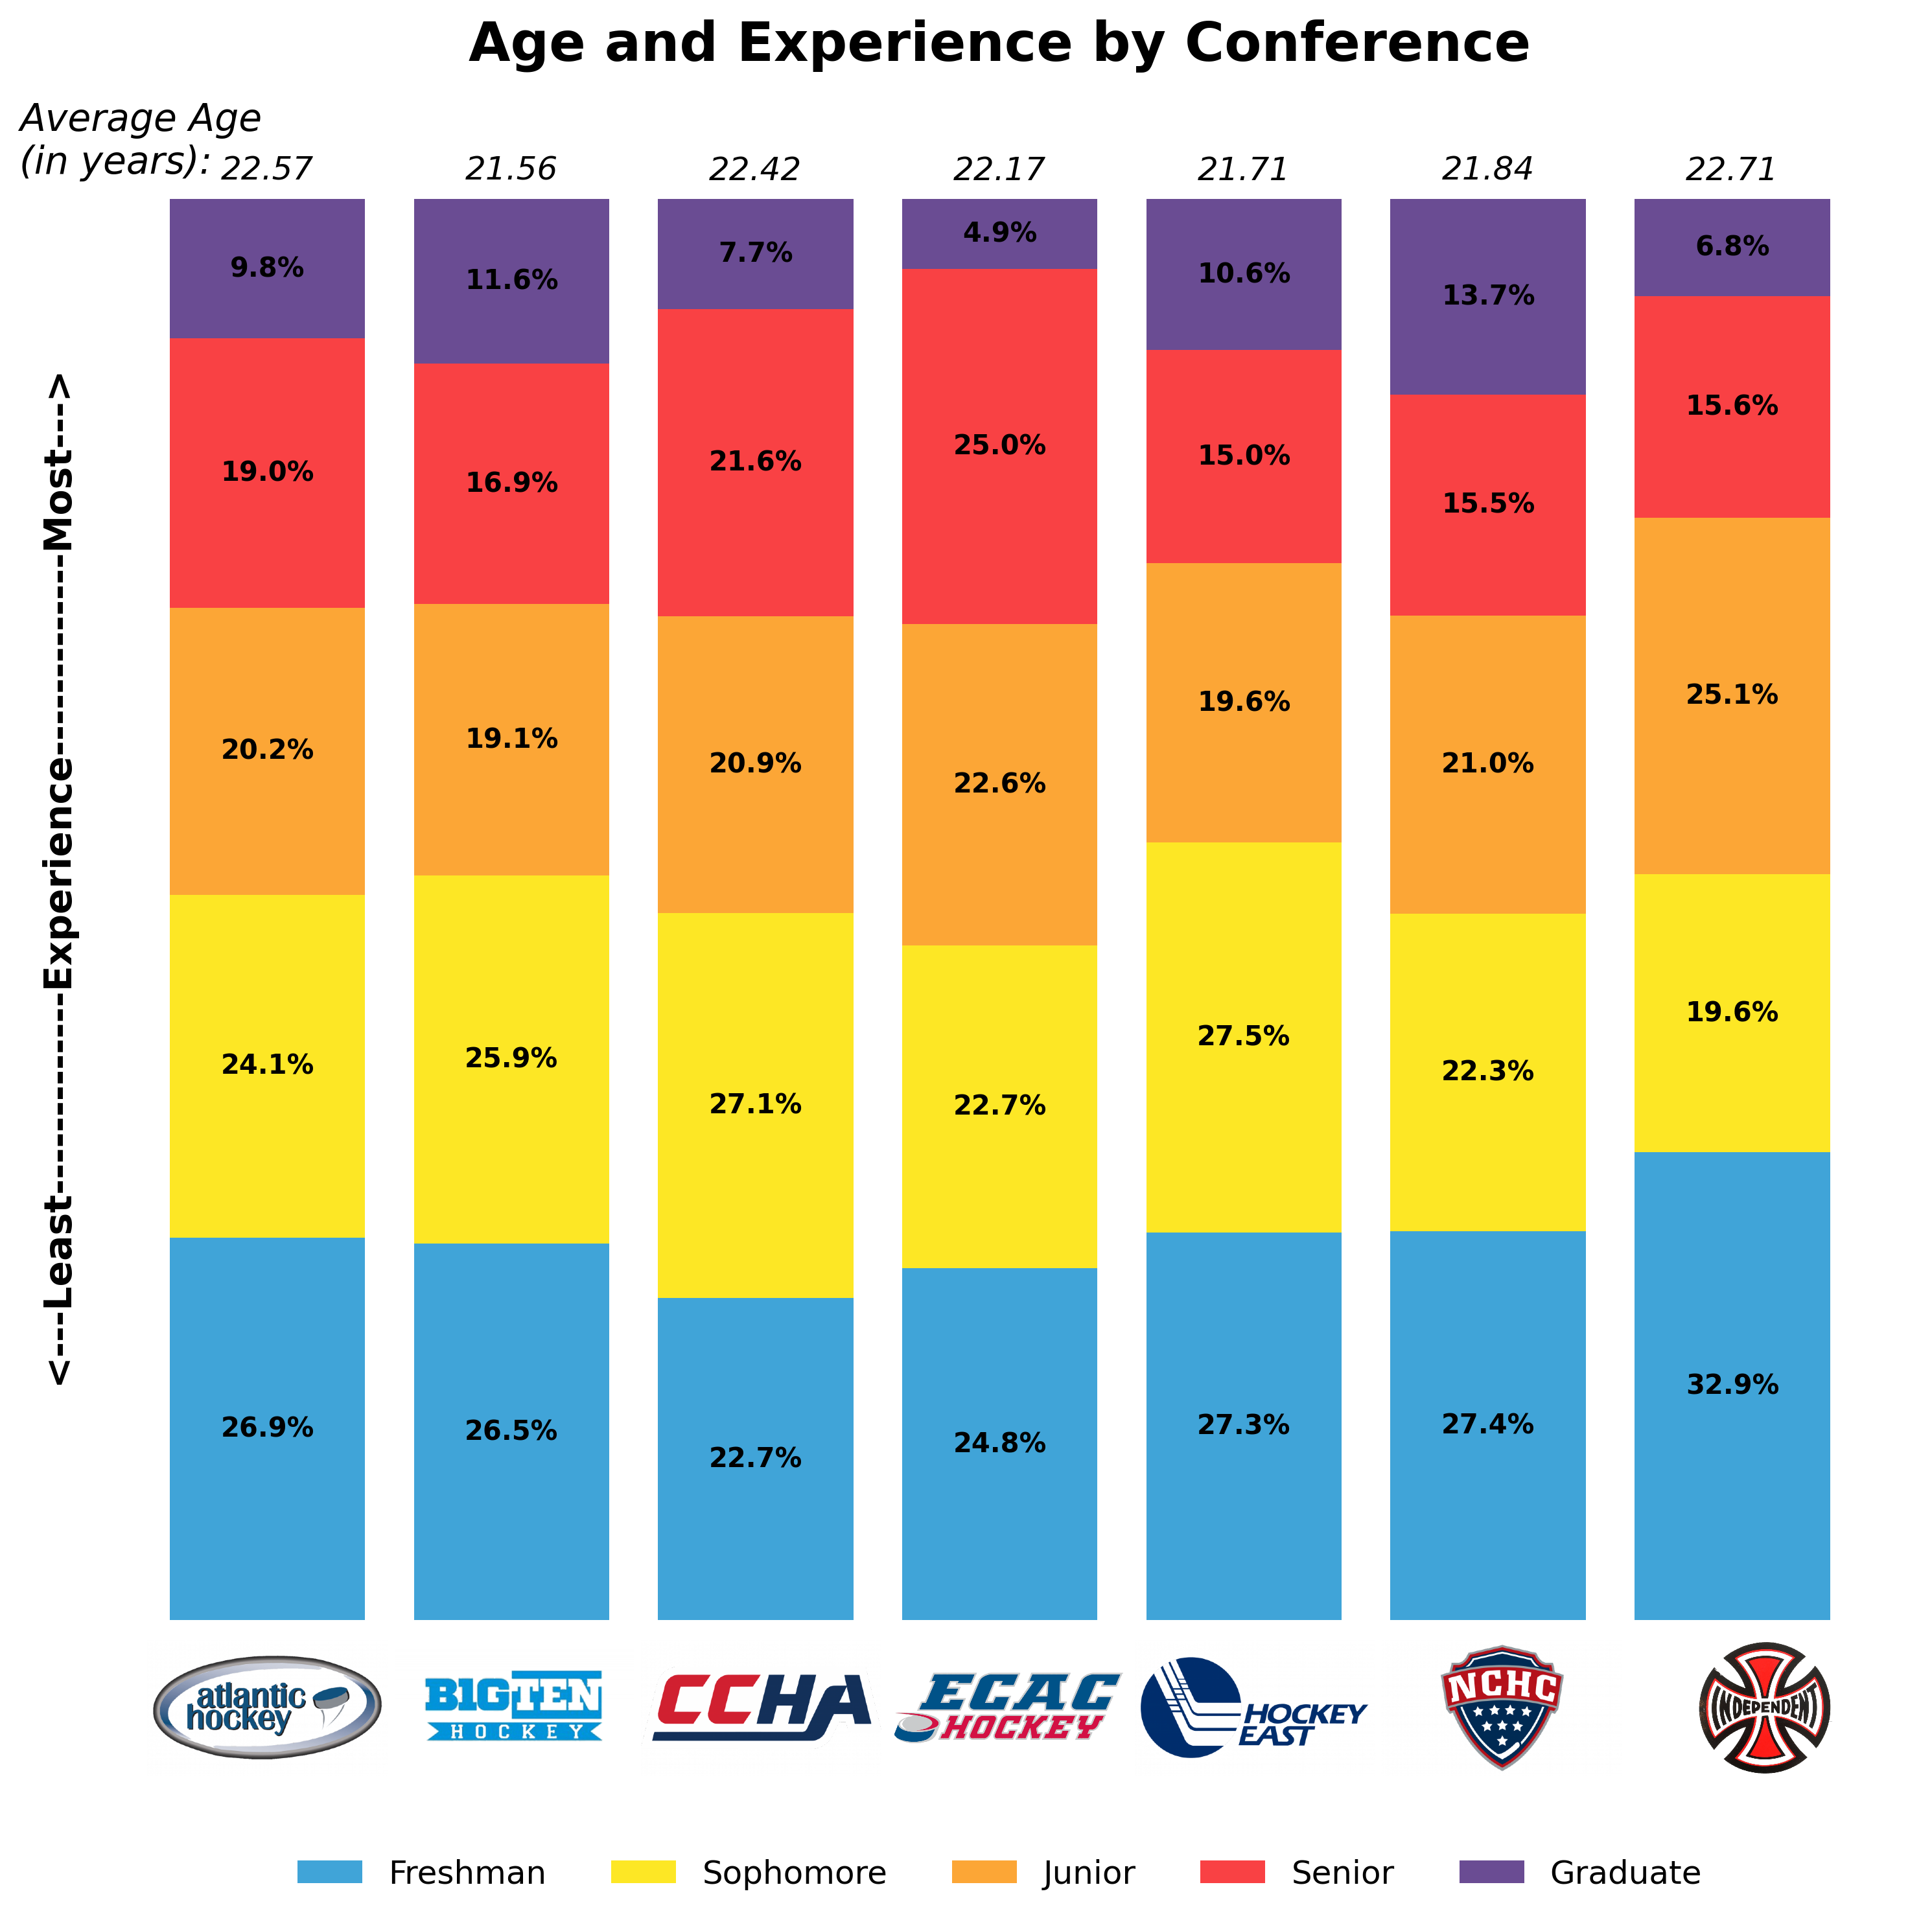 Age and Experience by Conference
Average Age
(in years): 22.57 21.56 22.42 22.17 21.71 21.84 22.71
<---Least---------------Experience---------------Most--->
9.8% 11.6% 7.7% 4.9% 10.6% 13.7% 6.8%
19.0% 16.9% 21.6% 25.0% 15.0% 15.5% 15.6%
20.2% 19.1% 20.9% 22.6% 19.6% 21.0% 25.1%
24.1% 25.9% 27.1% 22.7% 27.5% 22.3% 19.6%
26.9% 26.5% 22.7% 24.8% 27.3% 27.4% 32.9%
atlantic
hockey
B1G TEN
HOCKEY
CCHA
ECAC
HOCKEY
HOCKEY
EAST
NCHC
INDEPENDENT
Freshman Sophomore Junior Senior Graduate